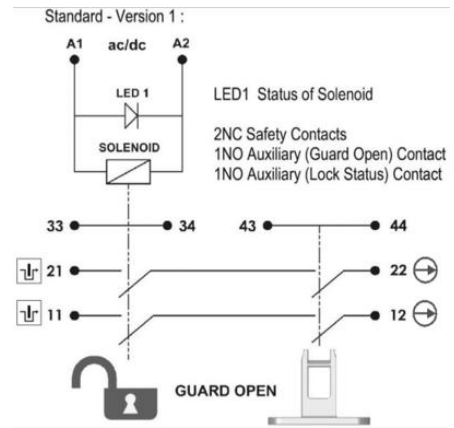 Standard - Version 1 :
A1 ac/dc A2
LED 1
LED1 Status of Solenoid
SOLENOID
2NC Safety Contacts
1NO Auxiliary (Guard Open) Contact
1NO Auxiliary (Lock Status) Contact
33 34 43 44
21 22
11 12
GUARD OPEN